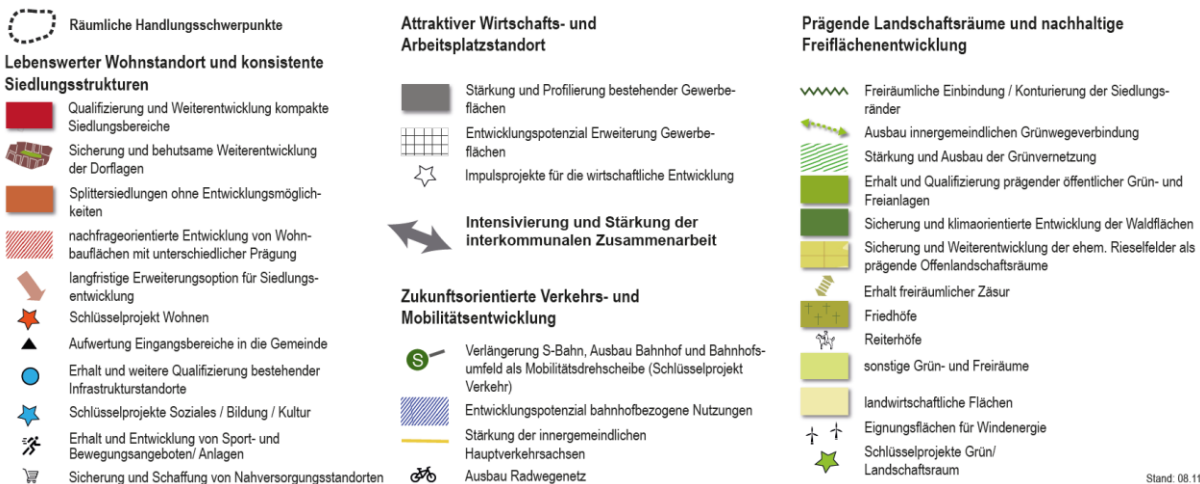 Räumliche Handlungsschwerpunkte
Lebenswerter Wohnstandort und konsistente
Siedlungsstrukturen
Qualifizierung und Weiterentwicklung kompakte
Siedlungsbereiche
Sicherung und behutsame Weiterentwicklung
der Dorflagen
Splittersiedlungen ohne Entwicklungsmöglich-
keiten
nachfrageorientierte Entwicklung von Wohn-
bauflächen mit unterschiedlicher Prägung
langfristige Erweiterungsoption für Siedlungs-
entwicklung
Schlüsselprojekt Wohnen
Aufwertung Eingangsbereiche in die Gemeinde
Erhalt und weitere Qualifizierung bestehender
Infrastrukturstandorte
Schlüsselprojekte Soziales / Bildung / Kultur
Erhalt und Entwicklung von Sport- und
Bewegungsangeboten/ Anlagen
Sicherung und Schaffung von Nahversorgungsstandorten
Attraktiver Wirtschafts- und
Arbeitsplatzstandort
Stärkung und Profilierung bestehender Gewerbe-
flächen
Entwicklungspotenzial Erweiterung Gewerbe-
flächen
Impulsprojekte für die wirtschaftliche Entwicklung
Intensivierung und Stärkung der
interkommunalen Zusammenarbeit
Zukunftsorientierte Verkehrs- und
Mobilitätsentwicklung
S
Verlängerung S-Bahn, Ausbau Bahnhof und Bahnhofs-
umfeld als Mobilitätsdrehscheibe (Schlüsselprojekt
Verkehr)
Entwicklungspotenzial bahnhofbezogene Nutzungen
Stärkung der innergemeindlichen
Hauptverkehrsachsen
Ausbau Radwegenetz
Prägende Landschaftsräume und nachhaltige
Freiflächenentwicklung
Freiräumliche Einbindung / Konturierung der Siedlungs-
ränder
Ausbau innergemeindlichen Grünwegeverbindung
Stärkung und Ausbau der Grünvernetzung
Erhalt und Qualifizierung prägender öffentlicher Grün- und
Freianlagen
Sicherung und klimaorientierte Entwicklung der Waldflächen
Sicherung und Weiterentwicklung der ehem. Rieselfelder als
prägende Offenlandschaftsräume
Erhalt freiräumlicher Zäsur
Friedhöfe
Reiterhöfe
sonstige Grün- und Freiräume
landwirtschaftliche Flächen
Eignungsflächen für Windenergie
Schlüsselprojekte Grün/
Landschaftsraum
Stand: 08.11